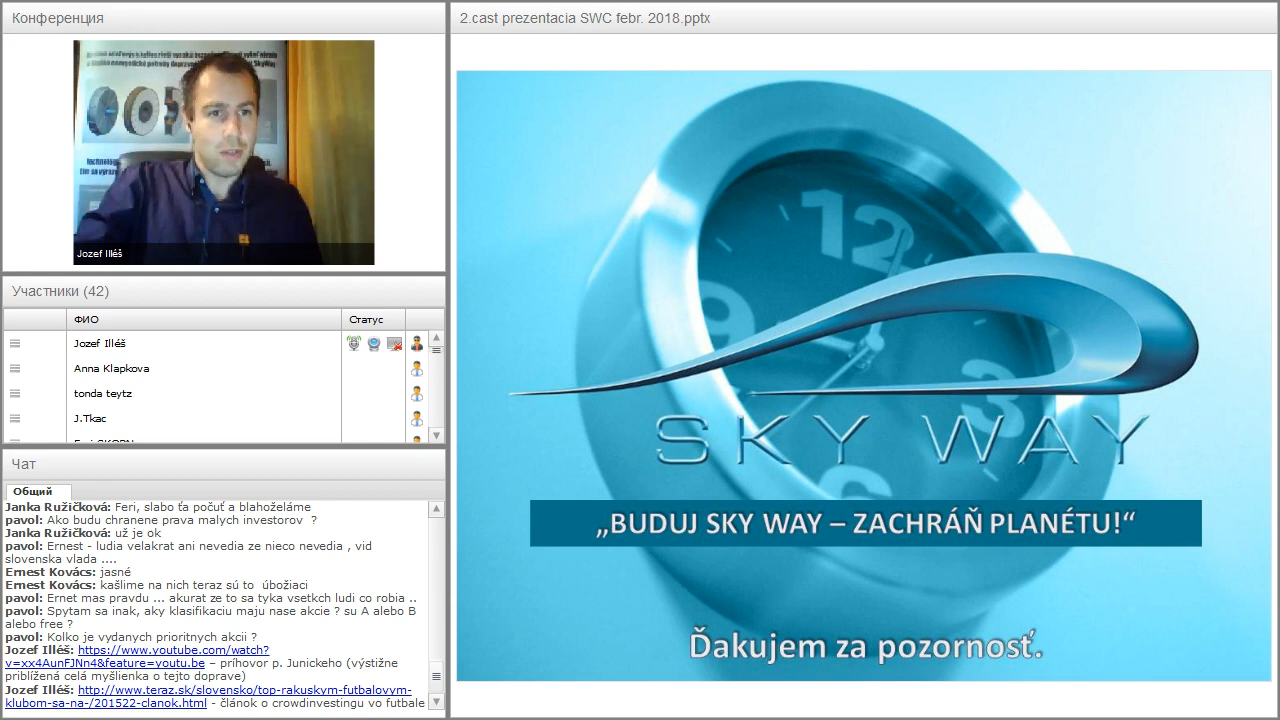 Конференция
Jozef Illéš
Участники (42)
ФИО
Статус
Jozef Illéš
Anna Klapkova
tonda teytz
J.Tkac
Чат
Общий
Janka Ružičková: Feri, slabo ťa počuť a blahoželáme
pavol: Ako budu chranene prava malych investorov ?
Janka Ružičková: už je ok
pavol: Ernest - ludia velakrat ani nevedia ze nieco nevedia , vid
slovenska vlada ....
Ernest Kovács: jasné
Ernest Kovács: kašlime na nich teraz sú to úbožiaci
pavol: Ernet mas pravdu ... akurat ze to sa tyka vsetkch ludi co robia ..
pavol: Spytam sa inak, aky klasifikaciu maju nase akcie ? su A alebo B
alebo free ?
pavol: Kolko je vydanych prioritnych akcii ?
Jozef Illéš: https://www.youtube.com/watch?
v=xx4AunFJNn4&feature=youtu.be – príhovor p. Junickeho (výstižne
priblížená celá myšlienka o tejto doprave)
Jozef Illéš: http://www.teraz.sk/slovensko/top-rakuskym-futbalovym-
klubom-sa-na-/201522-clanok.html - článok o crowdinvestingu vo futbale
2.cast prezentacia SWC febr. 2018.pptx
12
9
3
6
SKY WAY
„BUDUJ SKY WAY – ZACHRÁŇ PLANÉTU!“
Ďakujem za pozornosť.